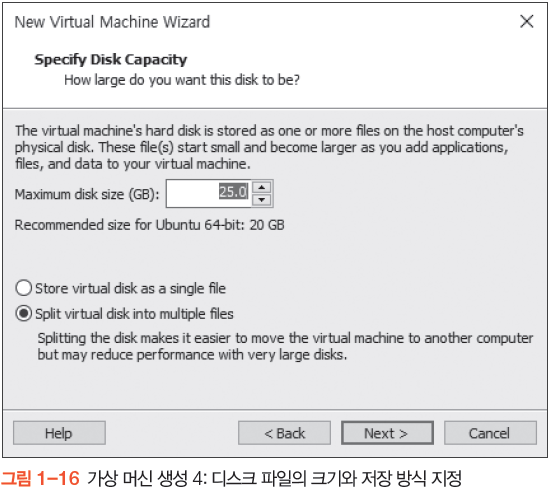 New Virtual Machine Wizard
Specify Disk Capacity
How large do you want this disk to be?
The virtual machine's hard disk is stored as one or more files on the host computer's
physical disk. These file(s) start small and become larger as you add applications,
files, and data to your virtual machine.
Maximum disk size (GB): 25.0
Recommended size for Ubuntu 64-bit: 20 GB
Store virtual disk as a single file
Split virtual disk into multiple files
Splitting the disk makes it easier to move the virtual machine to another computer
but may reduce performance with very large disks.
Help < Back Next > Cancel
그림 1-16 가상 머신 생성 4: 디스크 파일의 크기와 저장 방식 지정